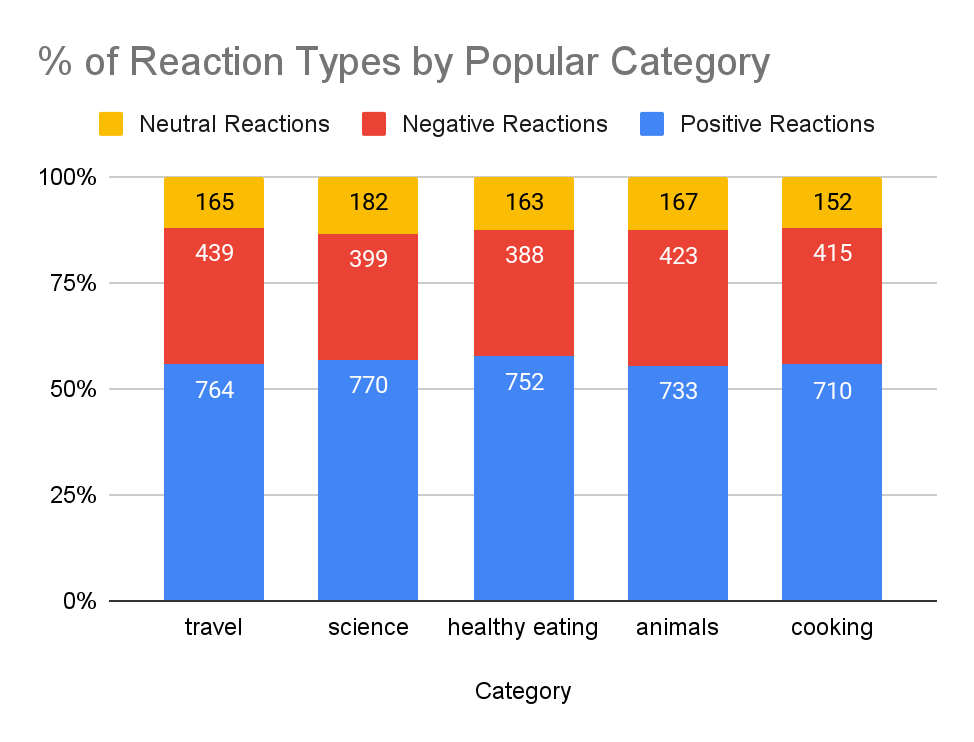 % of Reaction Types by Popular Category
Neutral Reactions Negative Reactions Positive Reactions
100%
165 182 163 167 152
439 399 388 423 415
75%
50%
764 770 752 733 710
25%
0%
travel science healthy eating animals cooking
Category